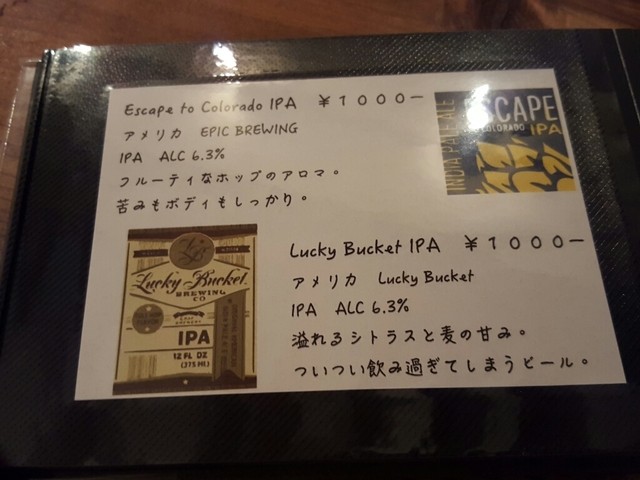 Escape to Colorado IPA ￥１０００－
アメリカ EPIC BREWING
IPA ALC 6.3%
フルーティなホップのアロマ。
苦みもボディもしっかり。
INDIA PALE ALE
ESCAPE
COLORADO IPA
Lucky Bucket IPA ￥１０００－
アメリカ Lucky Bucket
IPA ALC 6.3%
溢れるシトラスと麦の甘み。
ついつい飲み過ぎてしまうビール。
Lucky Bucket
BREWING
CO
IPA
12 FL OZ
(375 ML)